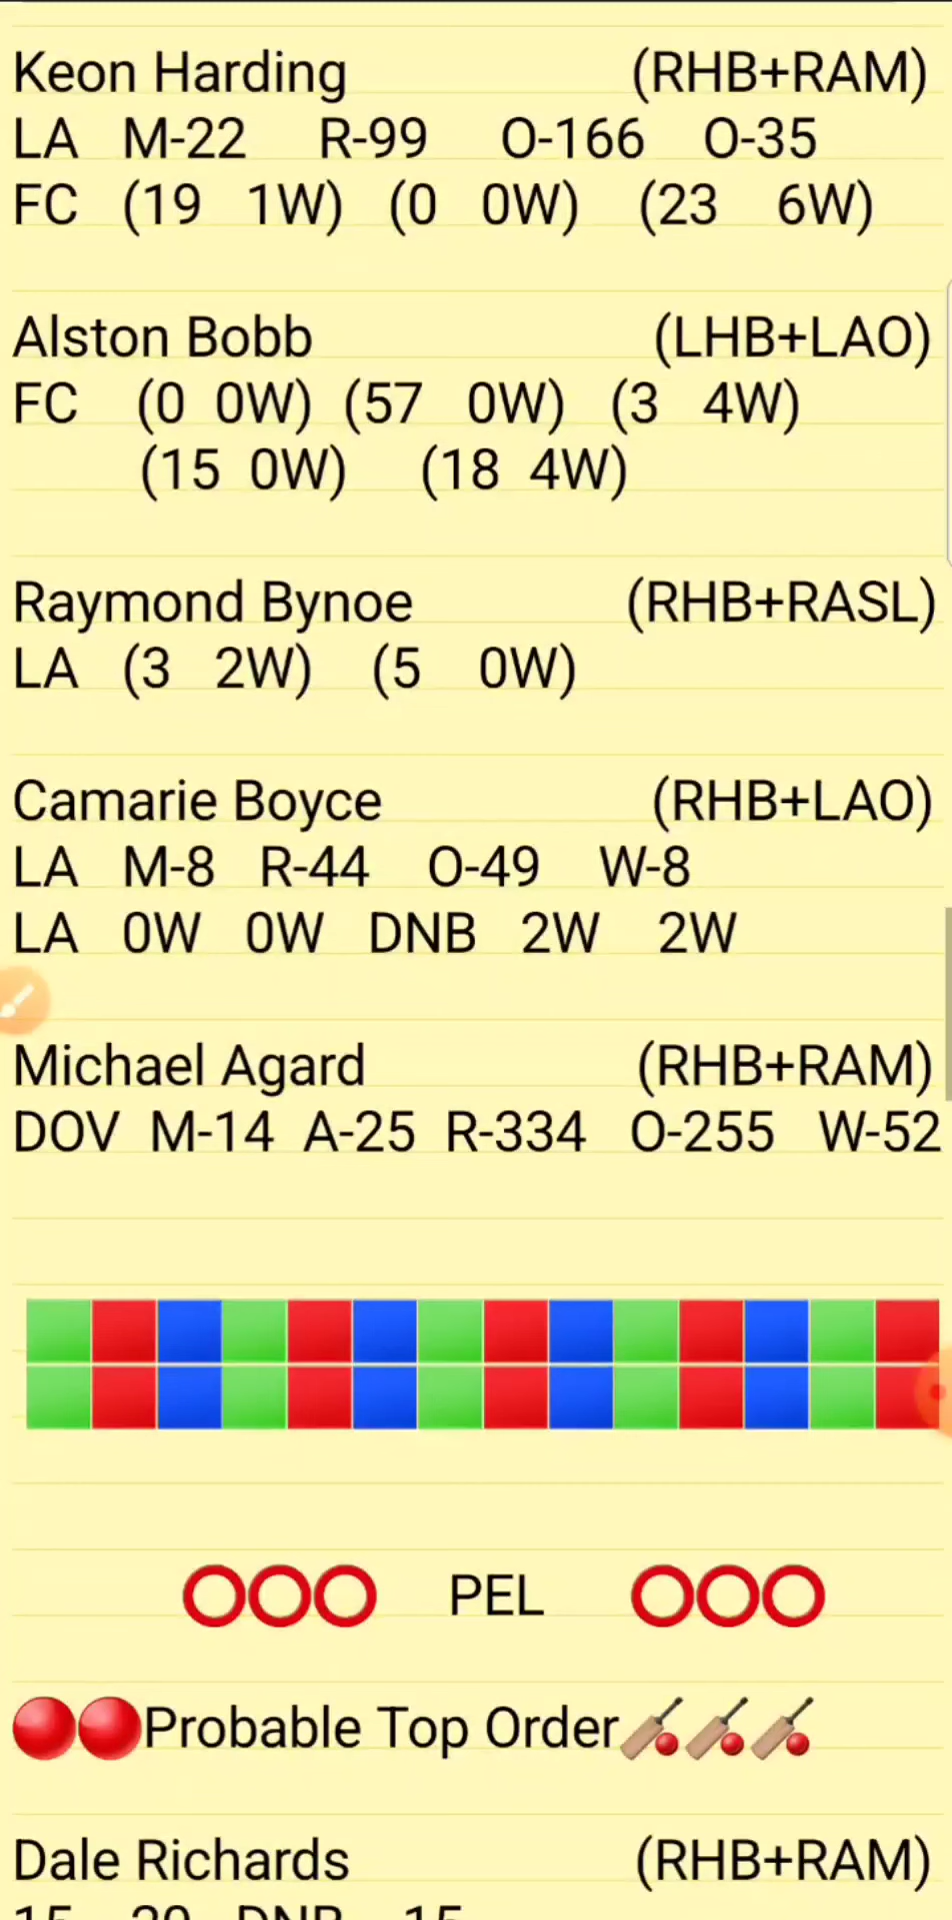 Keon Harding (RHB+RAM)
LA M-22 R-99 O-166 O-35
FC (19 1W) (0 0W) (23 6W)
Alston Bobb (LHB+LAO)
FC (0 0W) (57 0W) (3 4W)
(15 0W) (18 4W)
Raymond Bynoe (RHB+RASL)
LA (3 2W) (5 0W)
Camarie Boyce (RHB+LAO)
LA M-8 R-44 O-49 W-8
LA 0W 0W DNB 2W 2W
Michael Agard (RHB+RAM)
DOV M-14 A-25 R-334 O-255 W-52
PEL
Probable Top Order
Dale Richards (RHB+RAM)